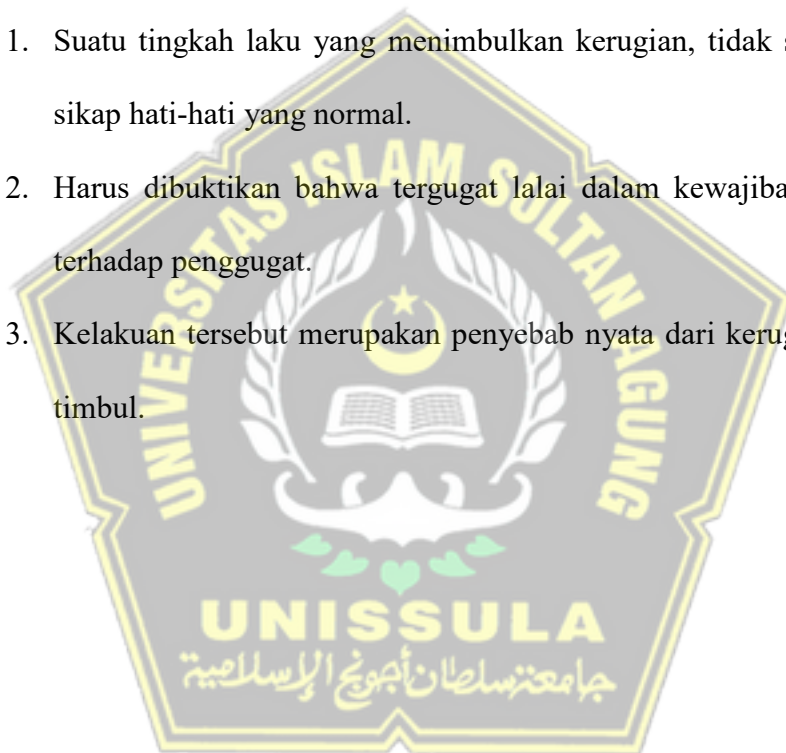 1. Suatu tingkah laku yang menimbulkan kerugian, tidak
sikap hati-hati yang normal.
2. Harus dibuktikan bahwa tergugat lalai dalam
terhadap penggugat.
3. Kelakuan tersebut merupakan penyebab nyata dari
timbul.
UNIVERSITAS ISLAM SULTAN AGUNG
UNISSULA
جامعة سلطان أجونج الإسلامية